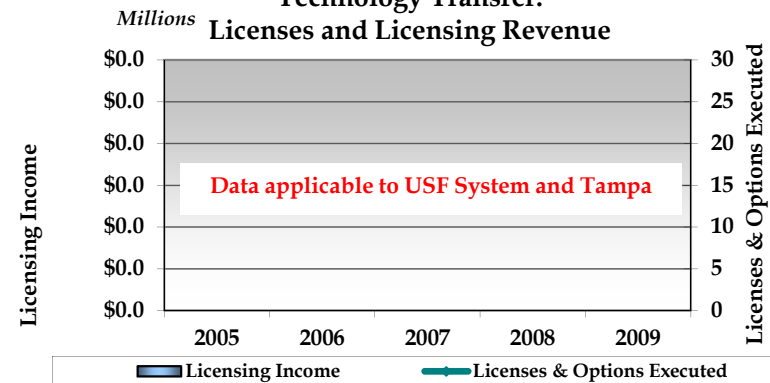 Technology Transfer:
Millions
Licenses and Licensing Revenue
$0.0 30
$0.0 25
$0.0 20
$0.0 15
$0.0 10
$0.0 5
$0.0 0
Licensing Income
Data applicable to USF System and Tampa
Licenses & Options Executed
2005 2006 2007 2008 2009
Licensing Income Licenses & Options Executed